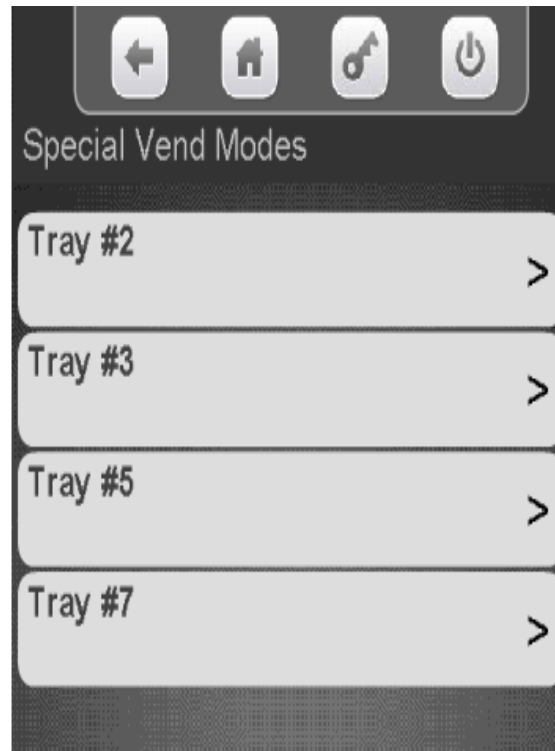 Special Vend Modes
Tray #2
>
Tray #3
>
Tray #5
>
Tray #7
>